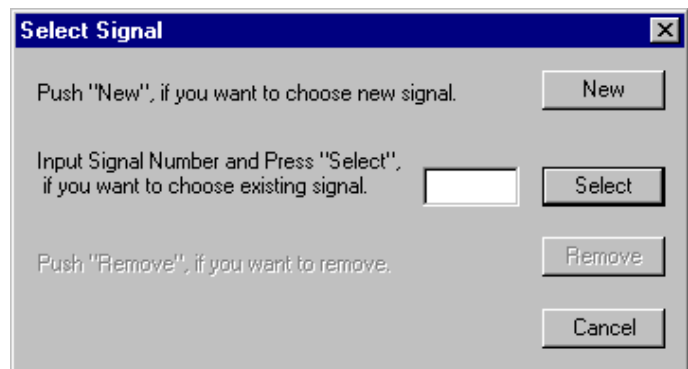 Select Signal
Push "New", if you want to choose new signal.
New
Input Signal Number and Press "Select",
if you want to choose existing signal.
Select
Push "Remove", if you want to remove.
Remove
Cancel